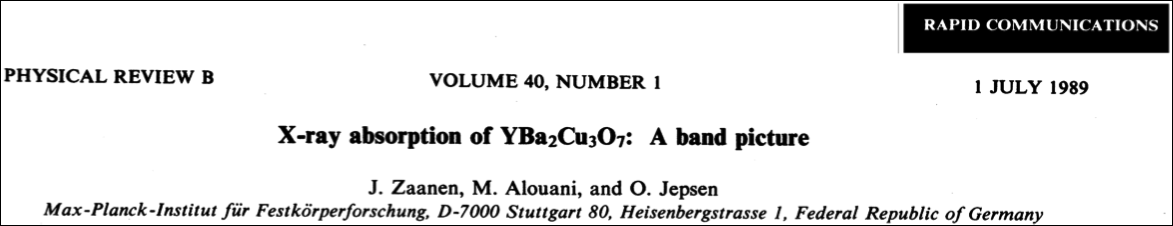 RAPID COMMUNICATIONS
PHYSICAL REVIEW B VOLUME 40, NUMBER 1 1 JULY 1989
X-ray absorption of YBa₂Cu₃O₇: A band picture
J. Zaanen, M. Alouani, and O. Jepsen
Max-Planck-Institut für Festkörperforschung, D-7000 Stuttgart 80, Heisenbergstrasse 1, Federal Republic of Germany